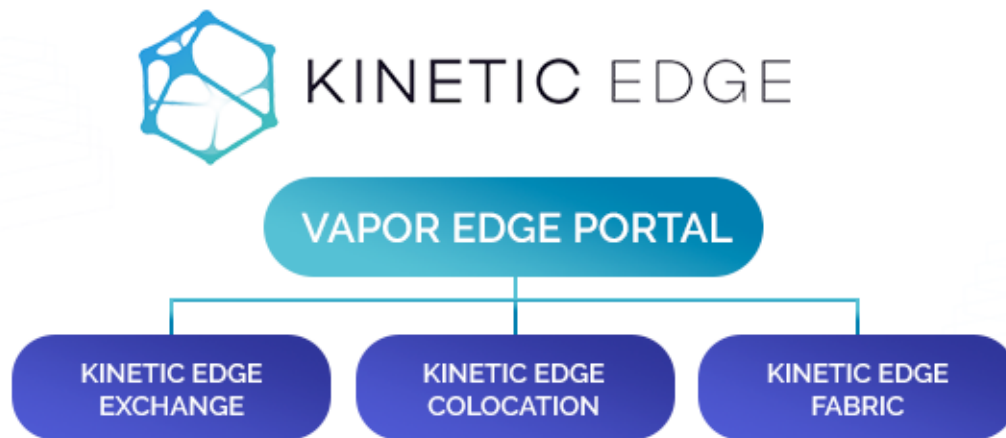 KINETIC EDGE
VAPOR EDGE PORTAL
KINETIC EDGE
EXCHANGE
KINETIC EDGE
COLOCATION
KINETIC EDGE
FABRIC